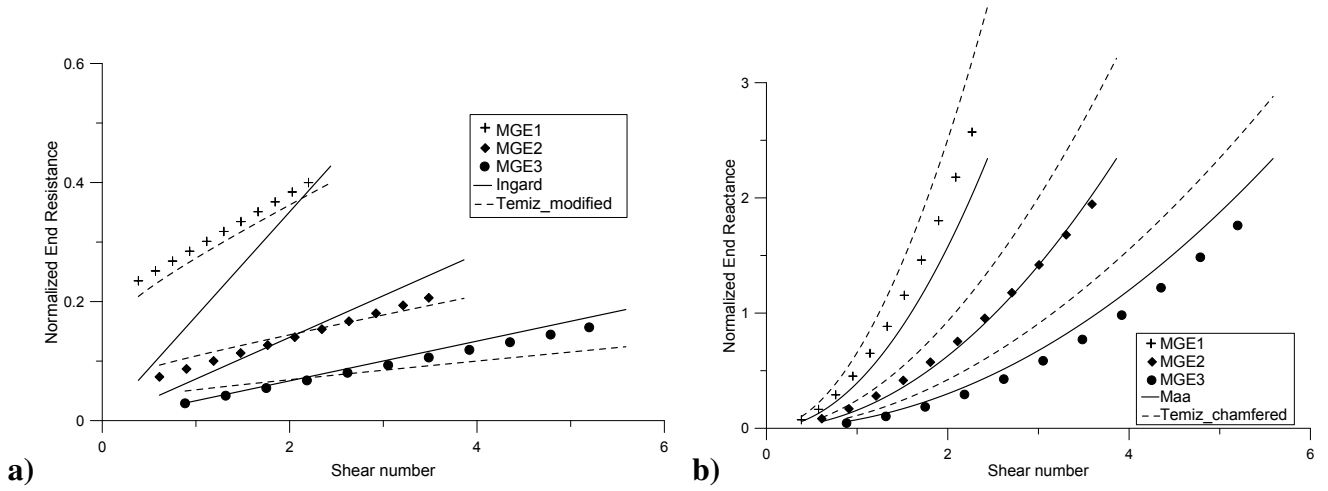 a)
Normalized End Resistance
0.6
0.4
0.2
0
0
2
4
6
Shear number
MGE1
MGE2
MGE3
Ingard
Temiz_modified
b)
Normalized End Reactance
3
2
1
0
0
2
4
6
Shear number
MGE1
MGE2
MGE3
Maa
Temiz_chamfered